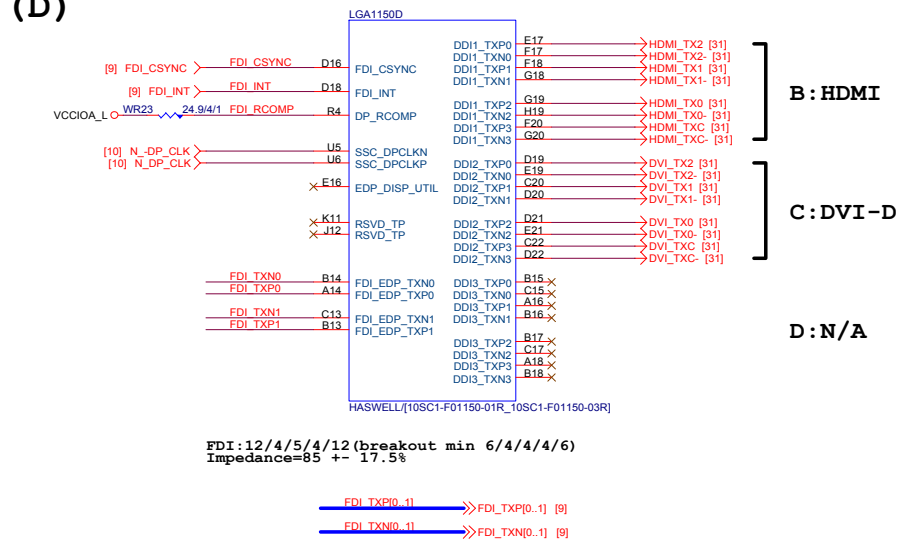 (D)
LGA1150D
[9] FDI_CSYNC FDI_CSYNC D16 FDI_CSYNC
[9] FDI_INT FDI_INT D18 FDI_INT
VCCIOA_L WR23 24.9/4/1 FDI_RCOMP R4 DP_RCOMP
[10] N_-DP_CLK U5 SSC_DPCLKN
[10] N_DP_CLK U6 SSC_DPCLKP
E16 EDP_DISP_UTIL
K11 RSVD_TP
J12 RSVD_TP
FDI_TXN0 B14 FDI_EDP_TXN0
FDI_TXP0 A14 FDI_EDP_TXP0
FDI_TXN1 C13 FDI_EDP_TXN1
FDI_TXP1 B13 FDI_EDP_TXP1
DDI1_TXP0 E17 HDMI_TX2 [31]
DDI1_TXN0 F17 HDMI_TX2- [31]
DDI1_TXP1 F18 HDMI_TX1 [31]
DDI1_TXN1 G18 HDMI_TX1- [31]
DDI1_TXP2 G19 HDMI_TX0 [31]
DDI1_TXN2 H19 HDMI_TX0- [31]
DDI1_TXP3 F20 HDMI_TXC [31]
DDI1_TXN3 G20 HDMI_TXC- [31]
B:HDMI
DDI2_TXP0 D19 DVI_TX2 [31]
DDI2_TXN0 E19 DVI_TX2- [31]
DDI2_TXP1 C20 DVI_TX1 [31]
DDI2_TXN1 D20 DVI_TX1- [31]
DDI2_TXP2 D21 DVI_TX0 [31]
DDI2_TXN2 E21 DVI_TX0- [31]
DDI2_TXP3 C22 DVI_TXC [31]
DDI2_TXN3 D22 DVI_TXC- [31]
C:DVI-D
DDI3_TXP0 B15
DDI3_TXN0 C15
DDI3_TXP1 A16
DDI3_TXN1 B16
DDI3_TXP2 B17
DDI3_TXN2 C17
DDI3_TXP3 A18
DDI3_TXN3 B18
D:N/A
HASWELL/[10SC1-F01150-01R_10SC1-F01150-03R]
FDI:12/4/5/4/12(breakout min 6/4/4/4/6)
Impedance=85 +- 17.5%
FDI_TXP[0..1] FDI_TXP[0..1] [9]
FDI_TXN[0..1] FDI_TXN[0..1] [9]